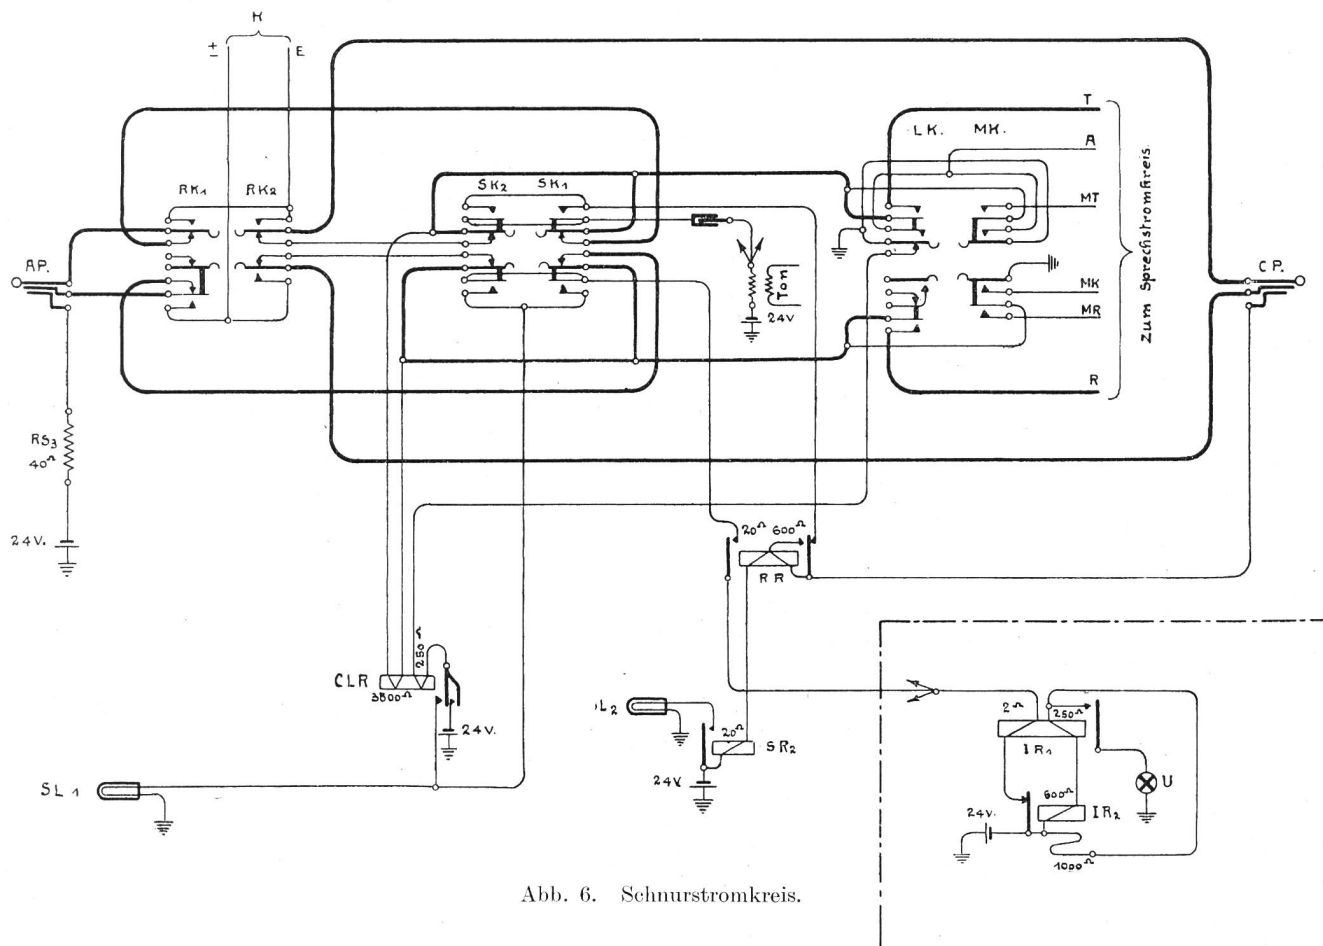 K
±
E
T
LK.
MK.
A
RK1
RK2
SK2
SK1
MT
Zum Sprechstromkreis.
AP.
CP.
Ton
24V
MK
MR
R
RS3
40Ω
24V.
20Ω
600Ω
RR
250Ω
CLR
3800Ω
24V.
L2
20Ω
SR2
24V.
2Ω
250Ω
IR1
U
SL1
600Ω
IR2
24V.
1000Ω
Abb. 6. Schnurstromkreis.